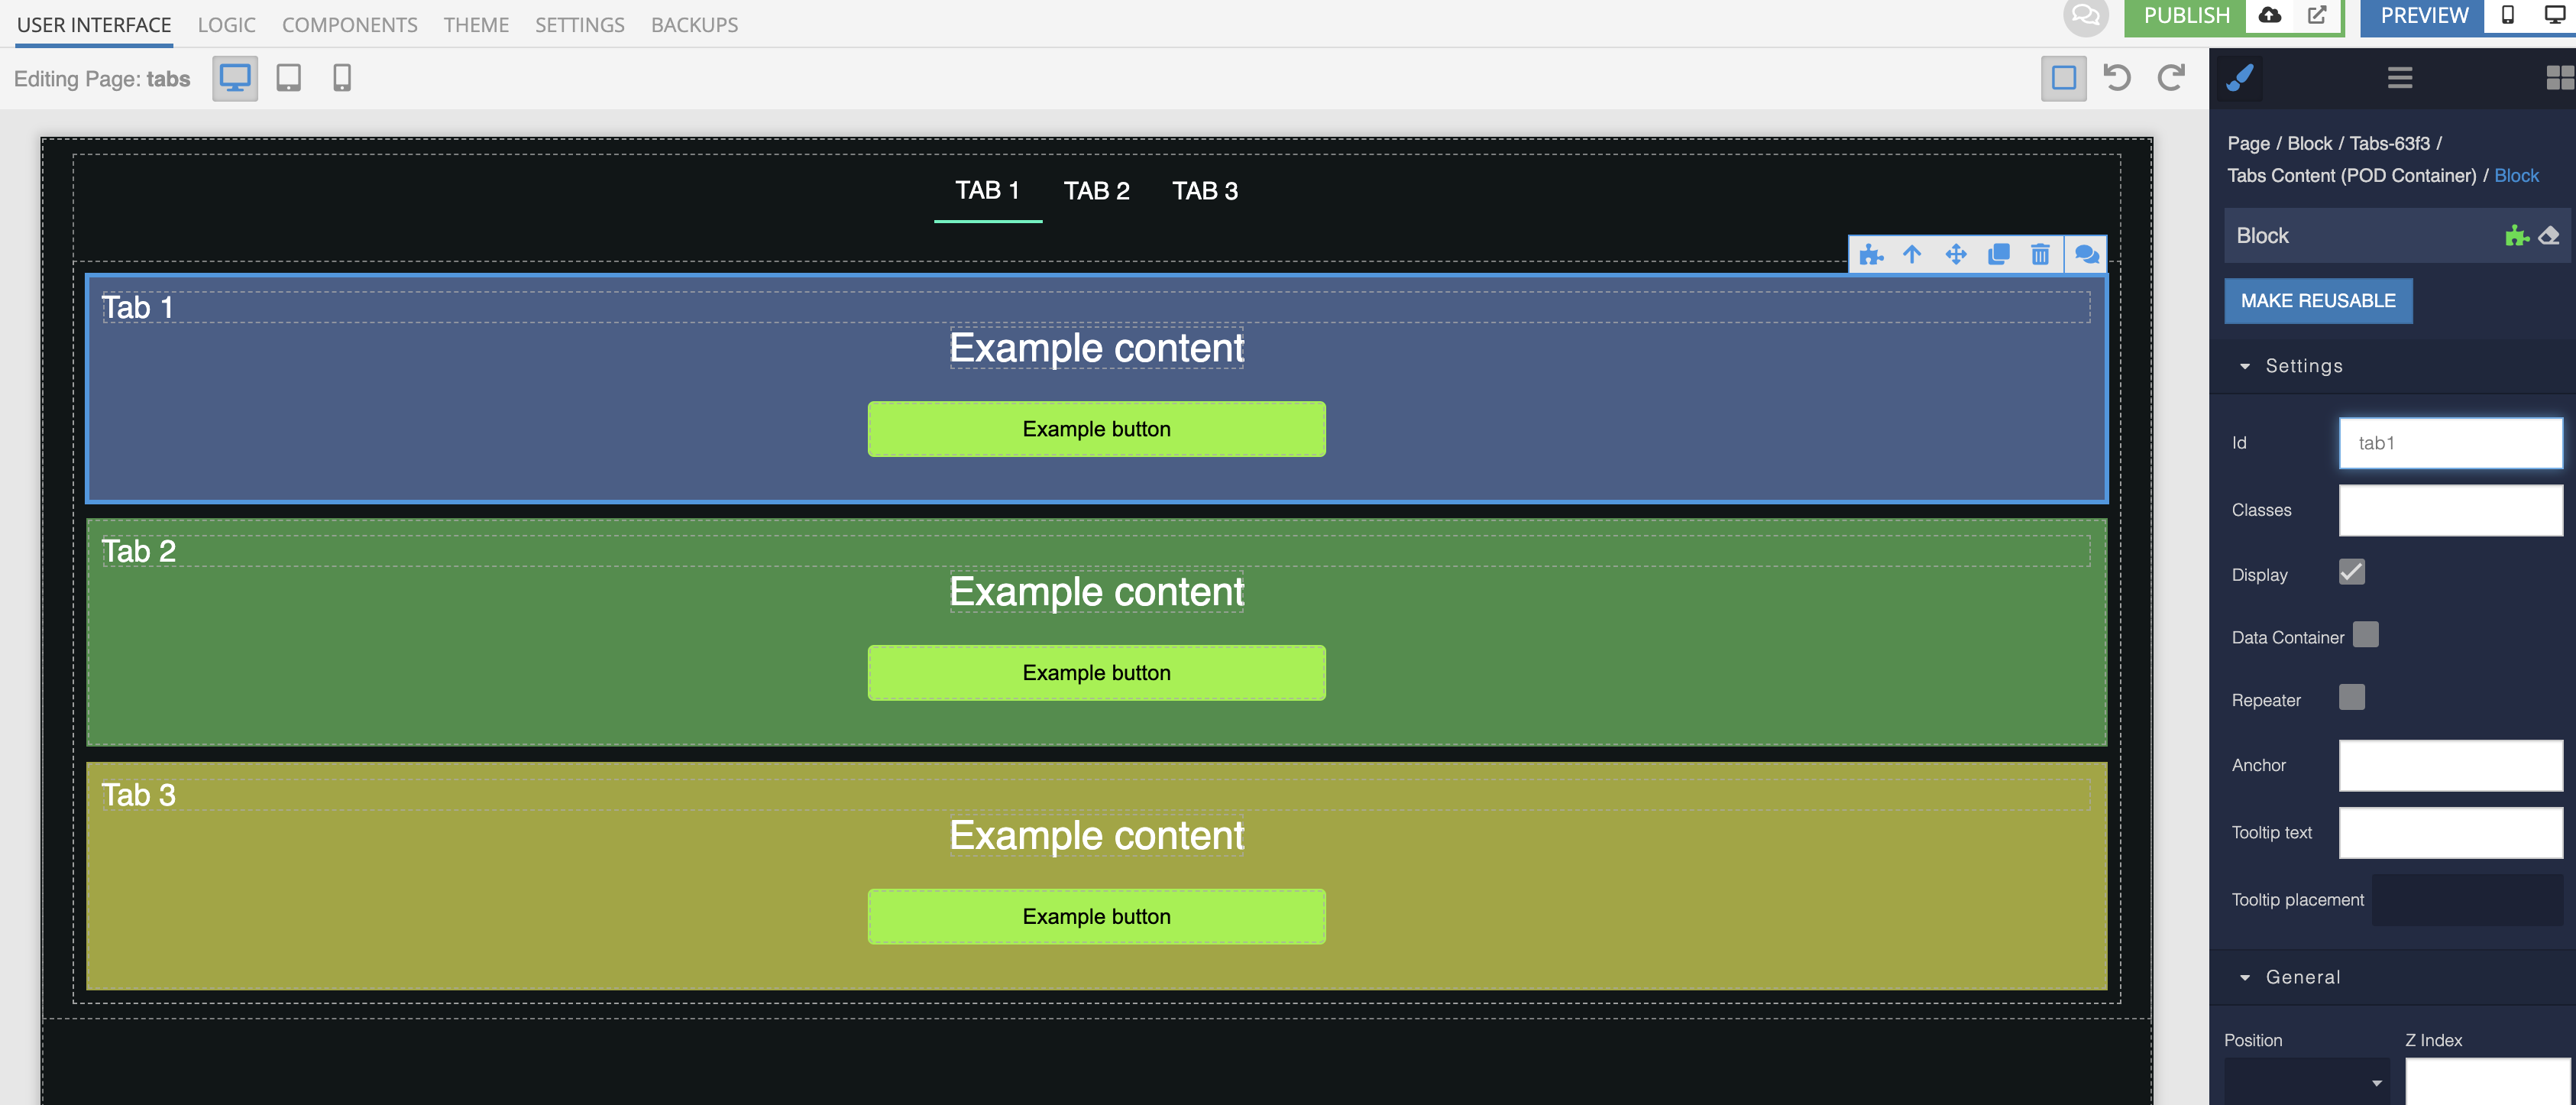 USER INTERFACE LOGIC COMPONENTS THEME SETTINGS BACKUPS PUBLISH PREVIEW
Editing Page: tabs
Page / Block / Tabs-63f3 /
Tabs Content (POD Container) / Block
TAB 1 TAB 2 TAB 3
Block
MAKE REUSABLE
Tab 1
Example content
Example button
Tab 2
Example content
Example button
Tab 3
Example content
Example button
Settings
Id tab1
Classes
Display
Data Container
Repeater
Anchor
Tooltip text
Tooltip placement
General
Position Z Index